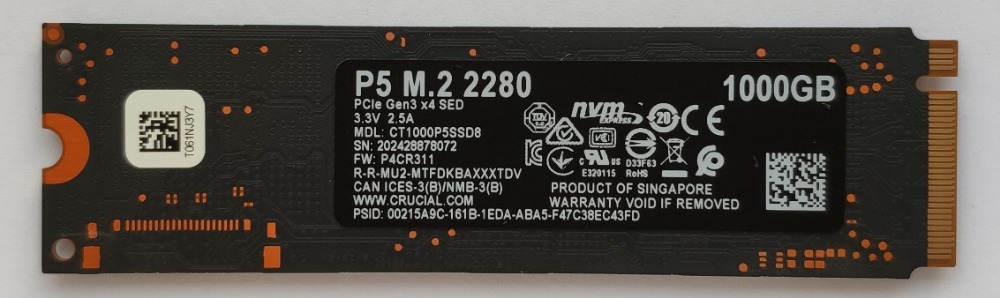 T061NJ3Y7
P5 M.2 2280
1000GB
PCIe Gen3 x4 SED
3.3V 2.5A
MDL: CT1000P5SSD8
SN: 202428878072
FW: P4CR311
R-R-MU2-MTFDKBAXXXTDV
CAN ICES-3(B)/NMB-3(B)
WWW.CRUCIAL.COM
PSID: 00215A9C-161B-1EDA-ABA5-F47C38EC43FD
nvm
EXPRESS
20
CE
c US
E320115
D33F63
RoHS
PRODUCT OF SINGAPORE
WARRANTY VOID IF REMOVED